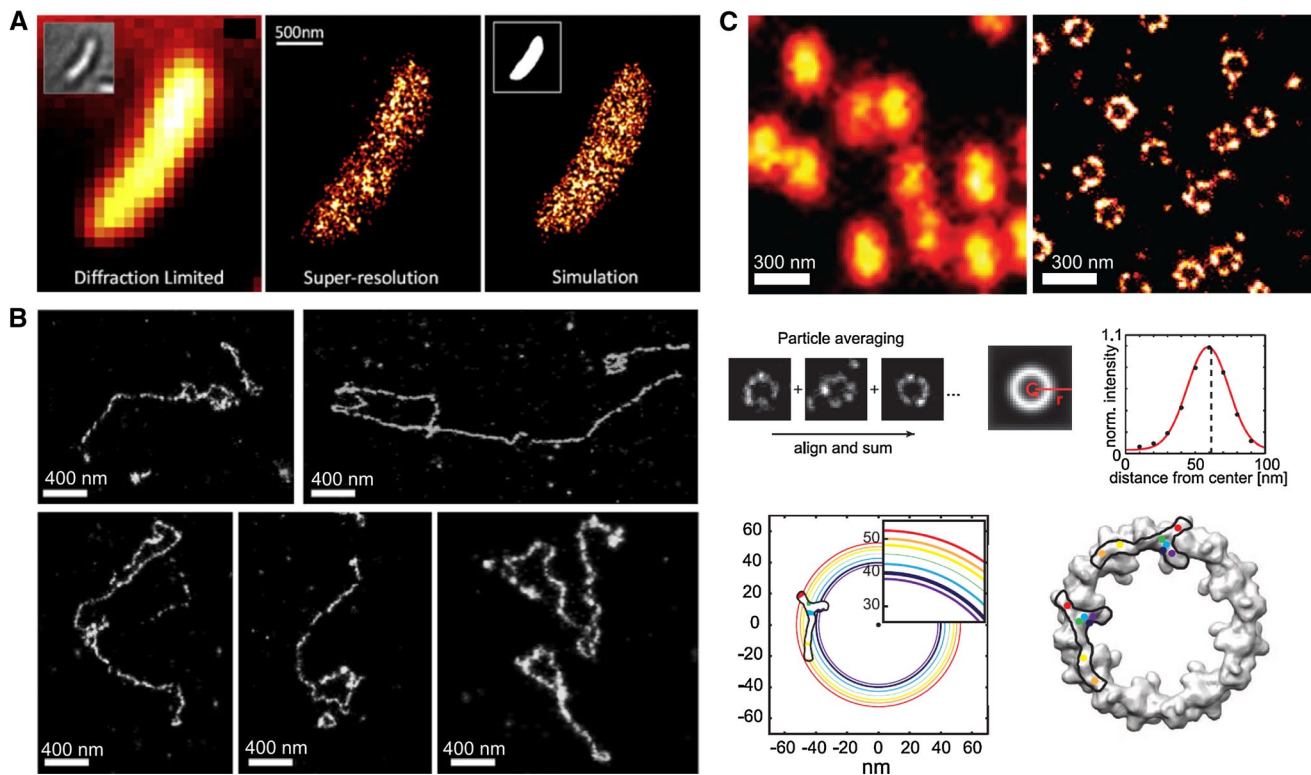 A
500nm
Diffraction Limited
Super-resolution
Simulation
B
400 nm
400 nm
400 nm
400 nm
400 nm
C
300 nm
300 nm
Particle averaging
+
+
...
align and sum
r
norm. intensity
1.1
0
0
50
100
distance from center [nm]
60
40
20
0
-20
-40
-60
-60
-40
-20
0
20
40
60
nm
50
40
30